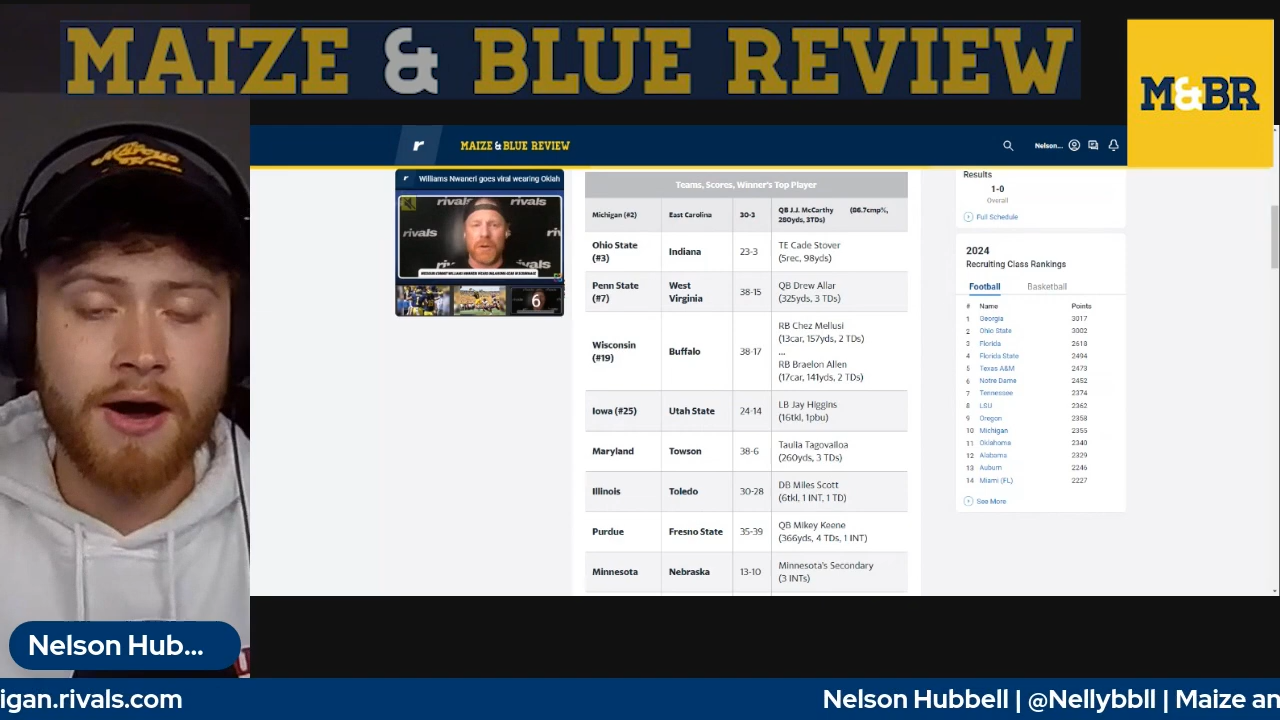 MAIZE & BLUE REVIEW
M&BR
r
MAIZE & BLUE REVIEW
Nelson...
Williams Nwaneri goes viral wearing Oklah
rivals
rivals
rivals
6
Teams, Scores, Winner's Top Player
Michigan (#2) East Carolina 30-3 QB J.J. McCarthy (86.7cmp%, 280yds, 3TDs)
Ohio State (#3) Indiana 23-3 TE Cade Stover (5rec, 98yds)
Penn State (#7) West Virginia 38-15 QB Drew Allar (325yds, 3 TDs)
Wisconsin (#19) Buffalo 38-17 RB Chez Mellusi (13car, 157yds, 2 TDs) ... RB Braelon Allen (17car, 141yds, 2 TDs)
Iowa (#25) Utah State 24-14 LB Jay Higgins (16tkl, 1pbu)
Maryland Towson 38-6 Taulia Tagovailoa (260yds, 3 TDs)
Illinois Toledo 30-28 DB Miles Scott (6tkl, 1 INT, 1 TD)
Purdue Fresno State 35-39 QB Mikey Keene (366yds, 4 TDs, 1 INT)
Minnesota Nebraska 13-10 Minnesota's Secondary (3 INTs)
Results
1-0
Overall
Full Schedule
2024
Recruiting Class Rankings
Football Basketball
# Name Points
1 Georgia 3017
2 Ohio State 3002
3 Florida 2618
4 Florida State 2494
5 Texas A&M 2473
6 Notre Dame 2452
7 Tennessee 2374
8 LSU 2362
9 Oregon 2358
10 Michigan 2355
11 Oklahoma 2340
12 Alabama 2329
13 Auburn 2246
14 Miami (FL) 2227
See More
Nelson Hub...
igan.rivals.com
Nelson Hubbell | @Nellybbll | Maize an